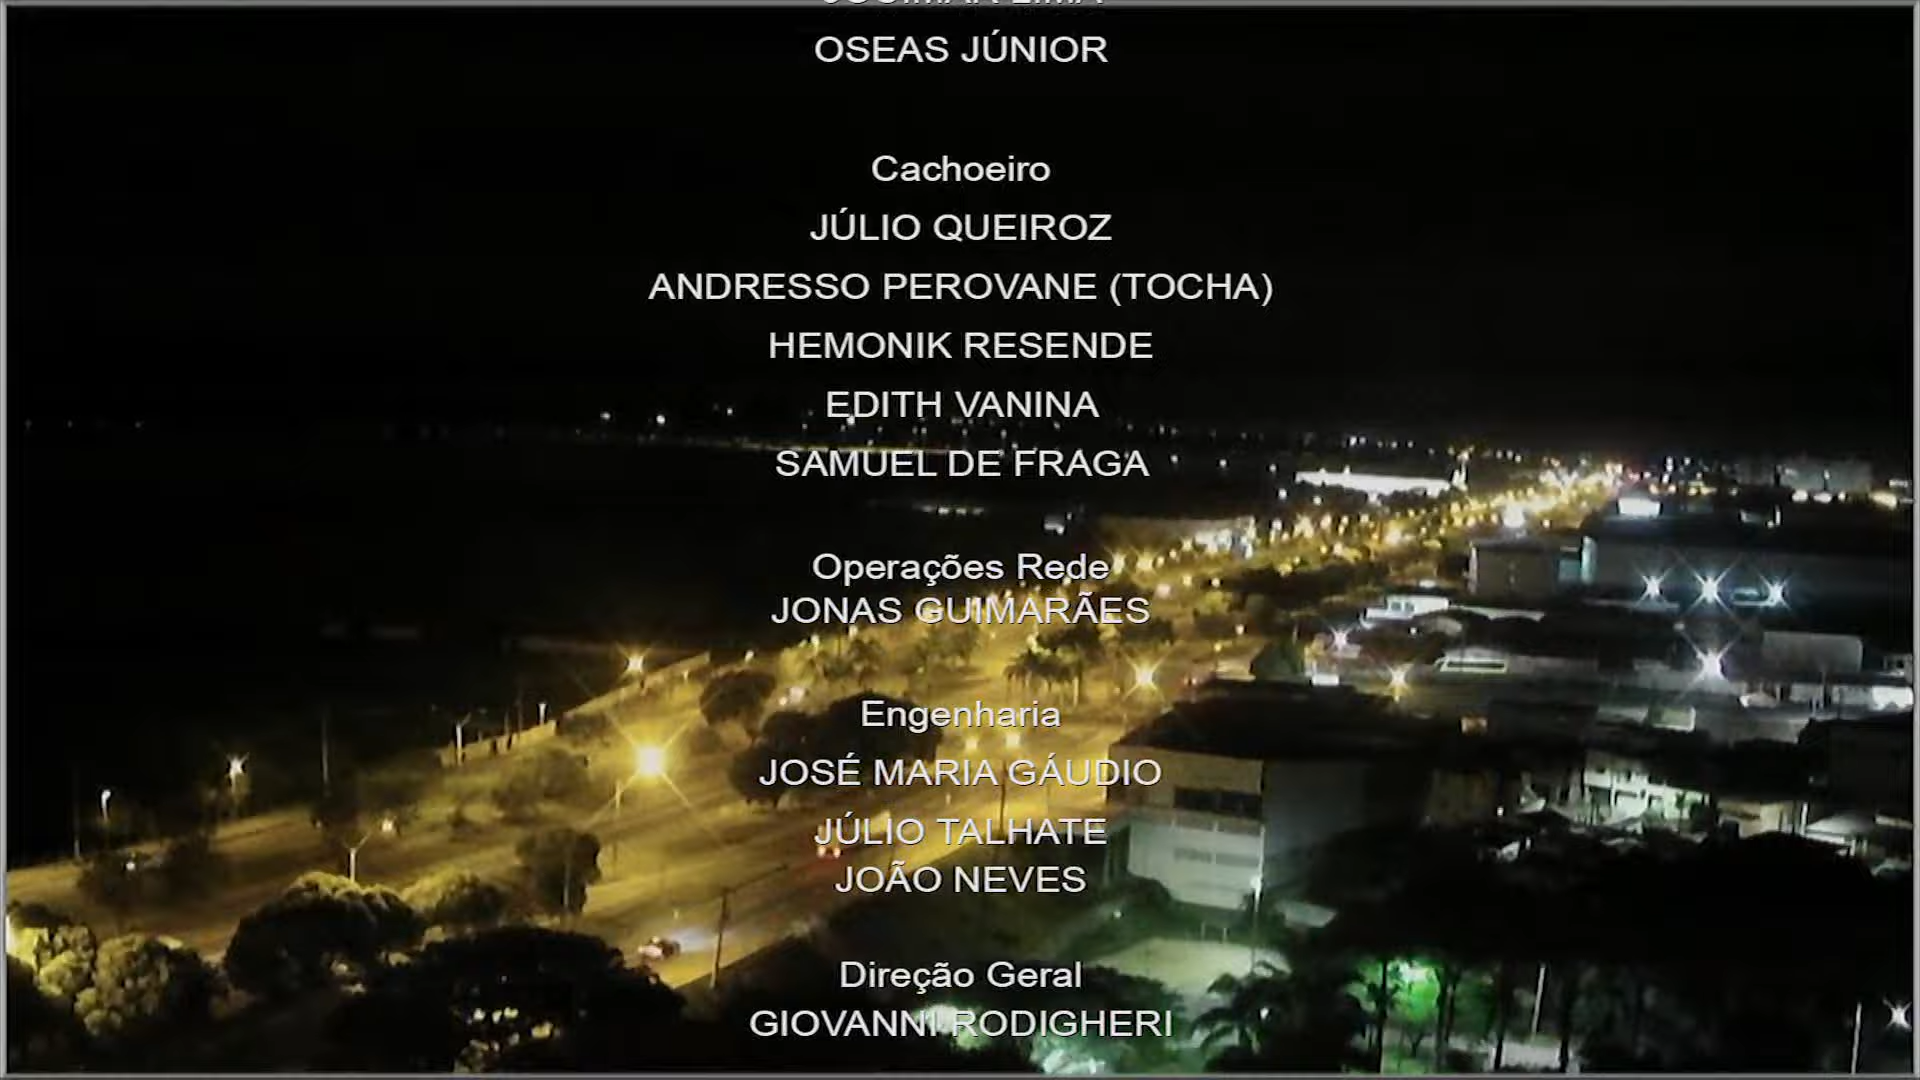 OSEAS JÚNIOR
Cachoeiro
JÚLIO QUEIROZ
ANDRESSO PEROVANE (TOCHA)
HEMONIK RESENDE
EDITH VANINA
SAMUEL DE FRAGA
Operações Rede
JONAS GUIMARÃES
Engenharia
JOSÉ MARIA GÁUDIO
JÚLIO TALHATE
JOÃO NEVES
Direção Geral
GIOVANNI RODIGHERI